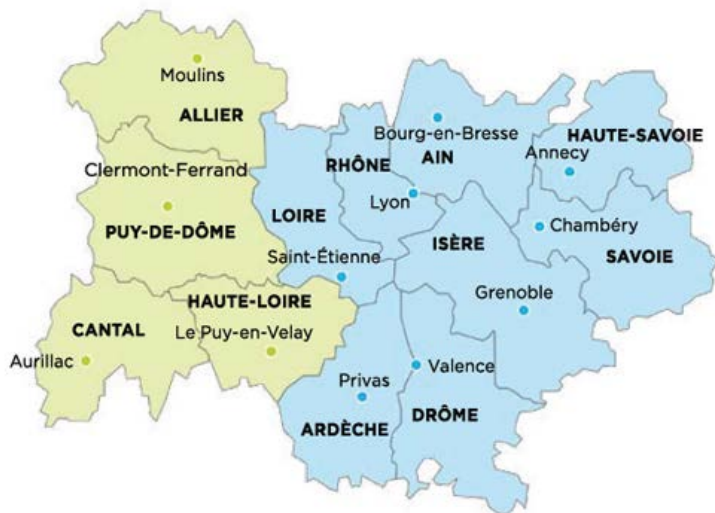 Moulins
ALLIER
Bourg-en-Bresse
HAUTE-SAVOIE
RHÔNE
AIN
Annecy
Clermont-Ferrand
Lyon
LOIRE
PUY-DE-DÔME
Chambéry
ISÈRE
SAVOIE
Saint-Étienne
Grenoble
HAUTE-LOIRE
CANTAL
Le Puy-en-Velay
Aurillac
Valence
Privas
DRÔME
ARDÈCHE